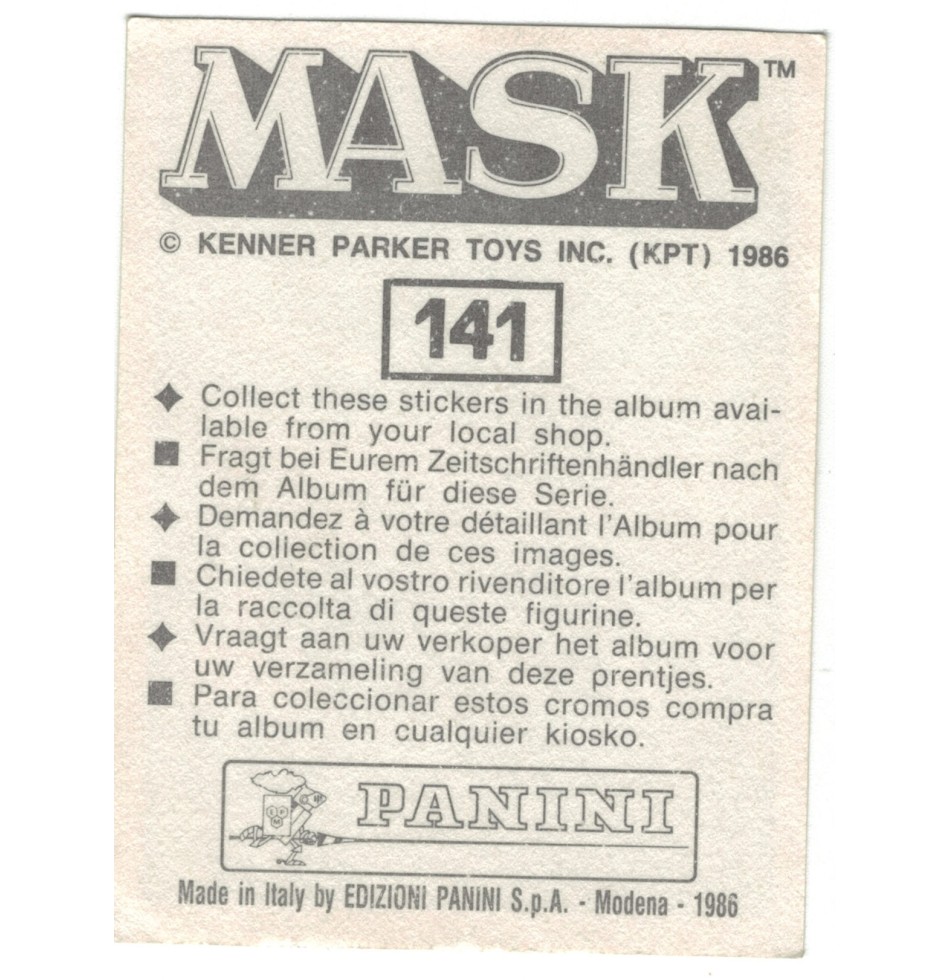 MASK™
© KENNER PARKER TOYS INC. (KPT) 1986
141
Collect these stickers in the album avai-
lable from your local shop.
Fragt bei Eurem Zeitschriftenhändler nach
dem Album für diese Serie.
Demandez à votre détaillant l'Album pour
la collection de ces images.
Chiedete al vostro rivenditore l'album per
la raccolta di queste figurine.
Vraagt aan uw verkoper het album voor
uw verzameling van deze prentjes.
Para coleccionar estos cromos compra
tu album en cualquier kiosko.
PANINI
Made in Italy by EDIZIONI PANINI S.p.A. - Modena - 1986